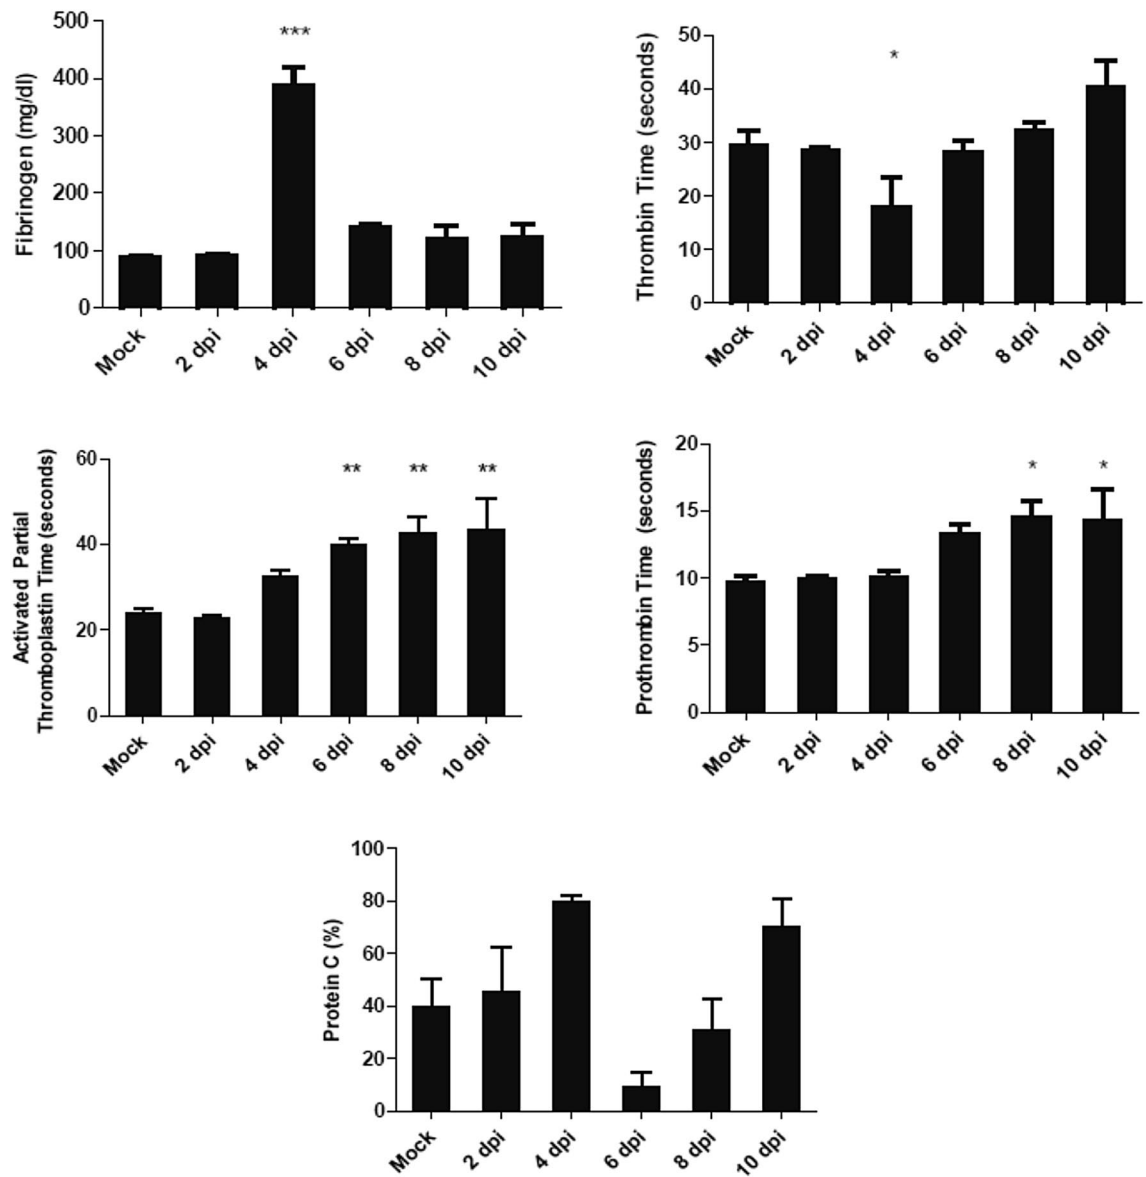 Fibrinogen (mg/dl)
500
400
300
200
100
0
***
Mock
2 dpi
4 dpi
6 dpi
8 dpi
10 dpi
Thrombin Time (seconds)
50
40
30
20
10
0
*
Mock
2 dpi
4 dpi
6 dpi
8 dpi
10 dpi
Activated Partial
Thromboplastin Time (seconds)
60
40
20
0
**
**
**
Mock
2 dpi
4 dpi
6 dpi
8 dpi
10 dpi
Prothrombin Time (seconds)
20
15
10
5
0
*
*
Mock
2 dpi
4 dpi
6 dpi
8 dpi
10 dpi
Protein C (%)
100
80
60
40
20
0
Mock
2 dpi
4 dpi
6 dpi
8 dpi
10 dpi